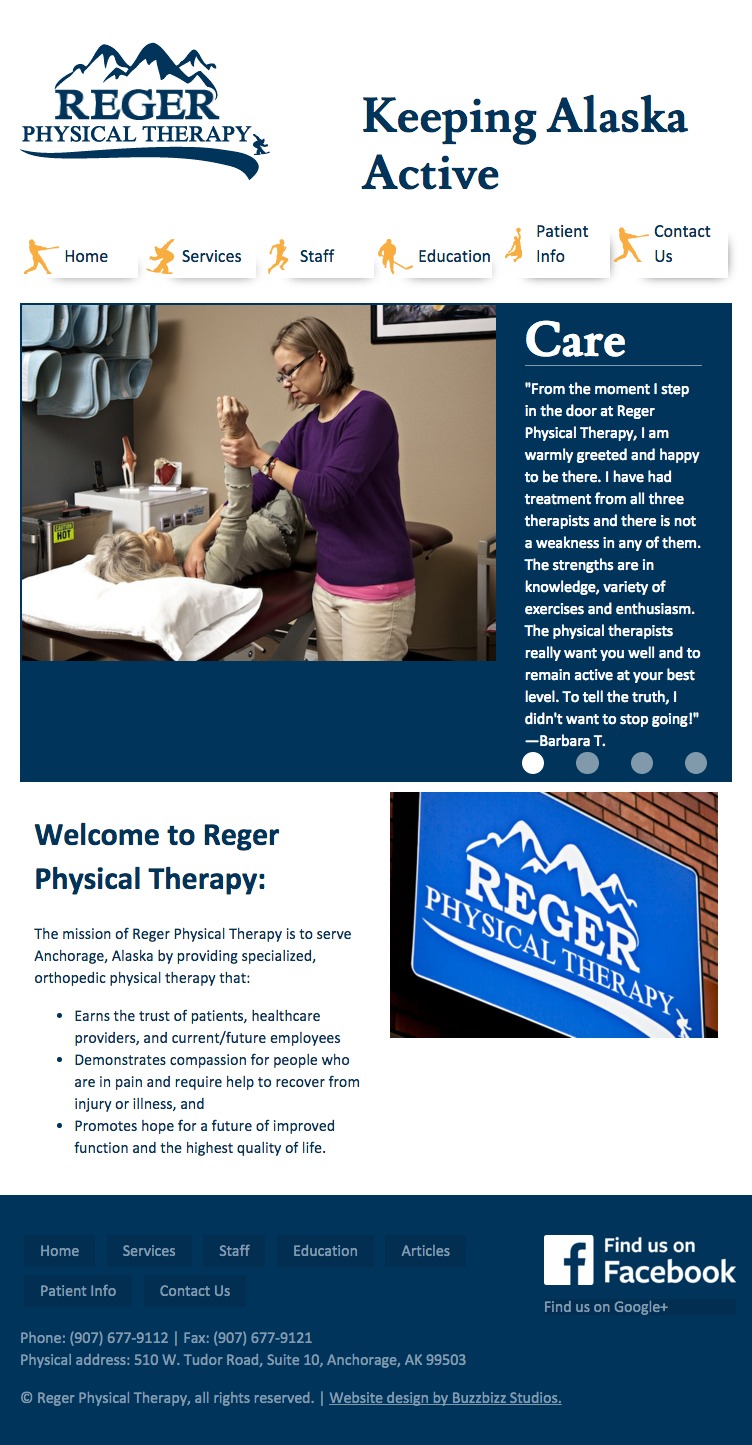 REGER
PHYSICAL THERAPY
Keeping Alaska
Active
Home
Services
Staff
Education
Patient
Info
Contact
Us
HOT
Care
"From the moment I step
in the door at Reger
Physical Therapy, I am
warmly greeted and happy
to be there. I have had
treatment from all three
therapists and there is not
a weakness in any of them.
The strengths are in
knowledge, variety of
exercises and enthusiasm.
The physical therapists
really want you well and to
remain active at your best
level. To tell the truth, I
didn't want to stop going!"
—Barbara T.
Welcome to Reger
Physical Therapy:
The mission of Reger Physical Therapy is to serve
Anchorage, Alaska by providing specialized,
orthopedic physical therapy that:
• Earns the trust of patients, healthcare
providers, and current/future employees
• Demonstrates compassion for people who
are in pain and require help to recover from
injury or illness, and
• Promotes hope for a future of improved
function and the highest quality of life.
REGER
PHYSICAL THERAPY
Home Services Staff Education Articles
Patient Info Contact Us
Find us on
Facebook
Find us on Google+
Phone: (907) 677-9112 | Fax: (907) 677-9121
Physical address: 510 W. Tudor Road, Suite 10, Anchorage, AK 99503
© Reger Physical Therapy, all rights reserved. | Website design by Buzzbizz Studios.